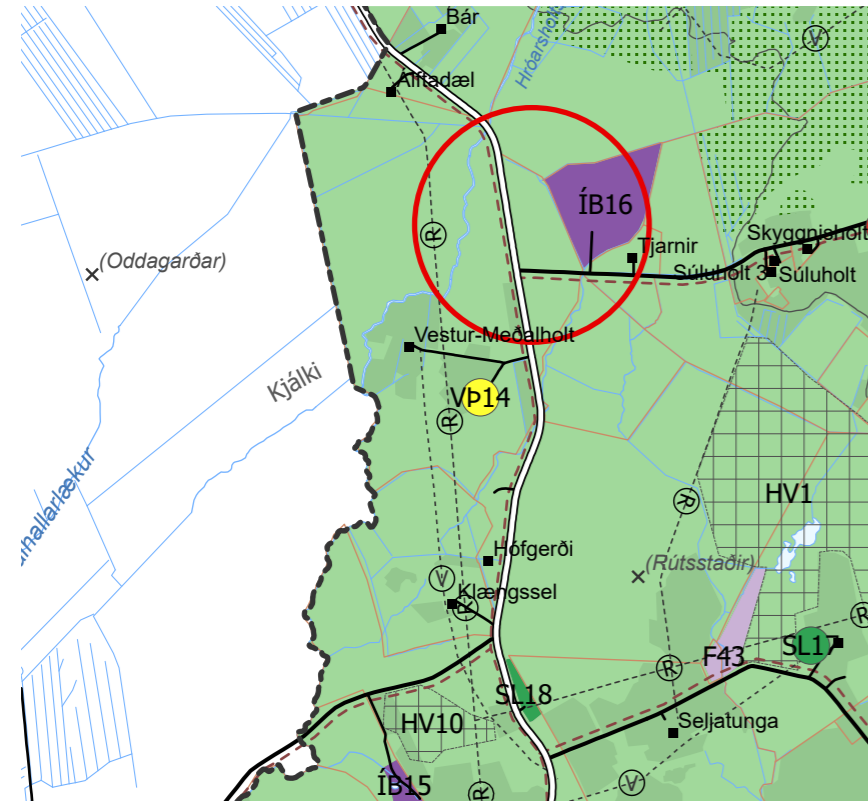 Bár
Álftadæl
Hróarsholt
V
ÍB16
R
(Oddagarðar)
Tjarnir
Skyggnisholt
Súluholt 3
Súluholt
Vestur-Meðalholt
Kjálki
VÞ14
R
HV1
R
Hófgerði
(Rútsstaðir)
V
Klængssel
R
R
F43
SL17
R
SL18
HV10
Seljatunga
ÍB15
R
A